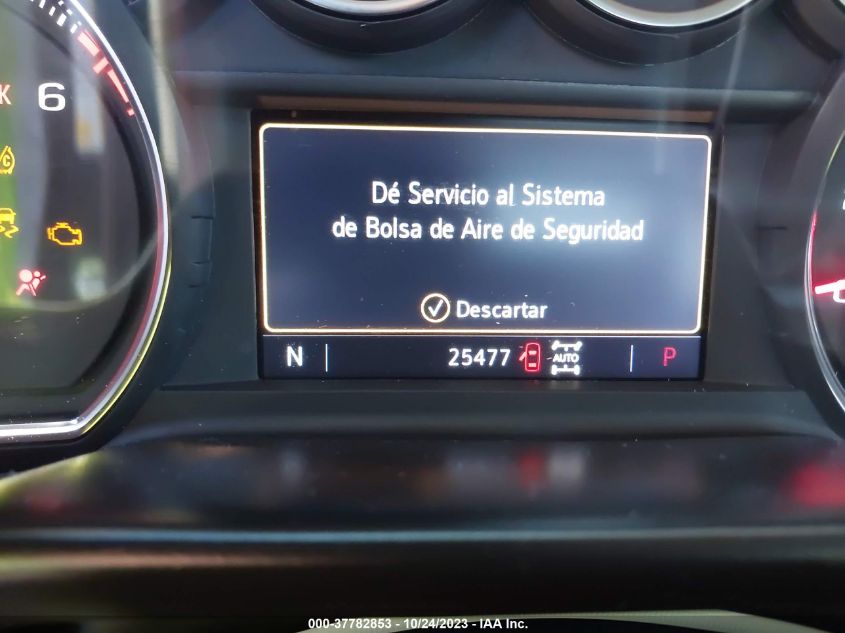 K 6
Dé Servicio al Sistema
de Bolsa de Aire de Seguridad
Descartar
N 25477 AUTO P
000-37782853 - 10/24/2023 - IAA Inc.